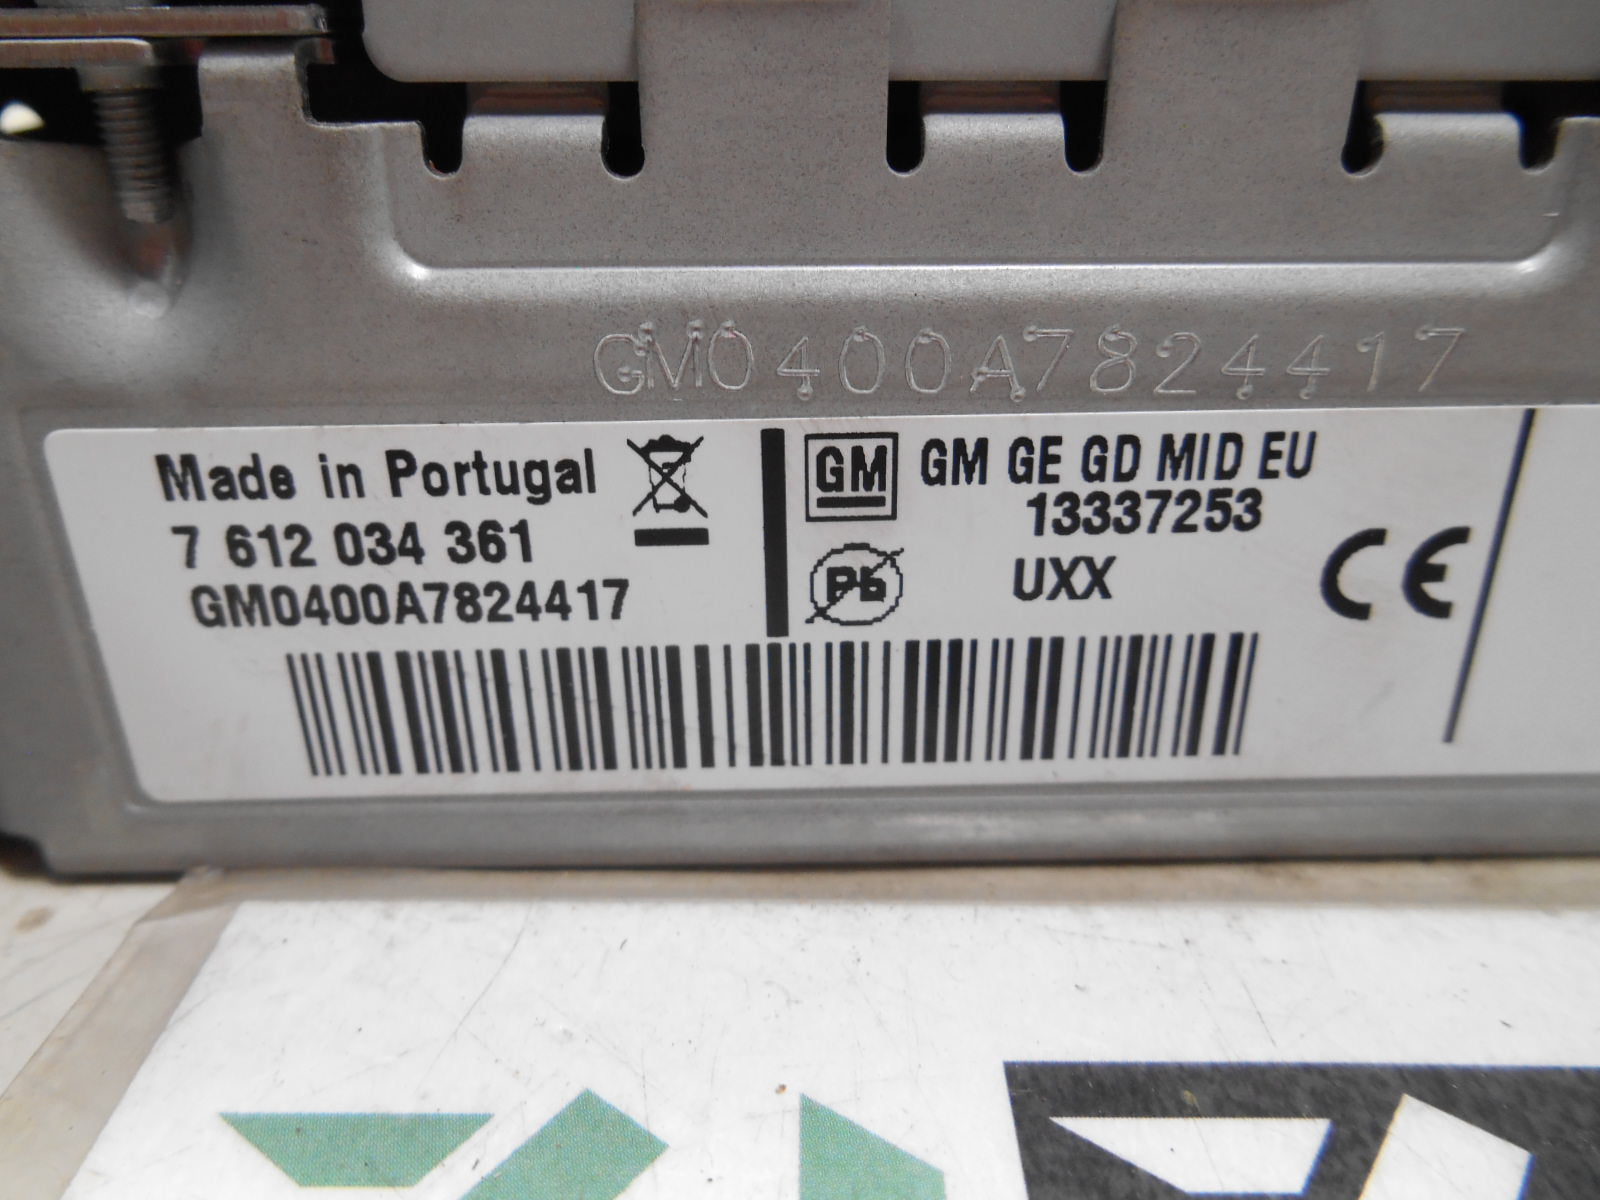 GM0400A7824417
Made in Portugal
7 612 034 361
GM0400A7824417
GM GM GE GD MID EU
13337253
Pb UXX CE